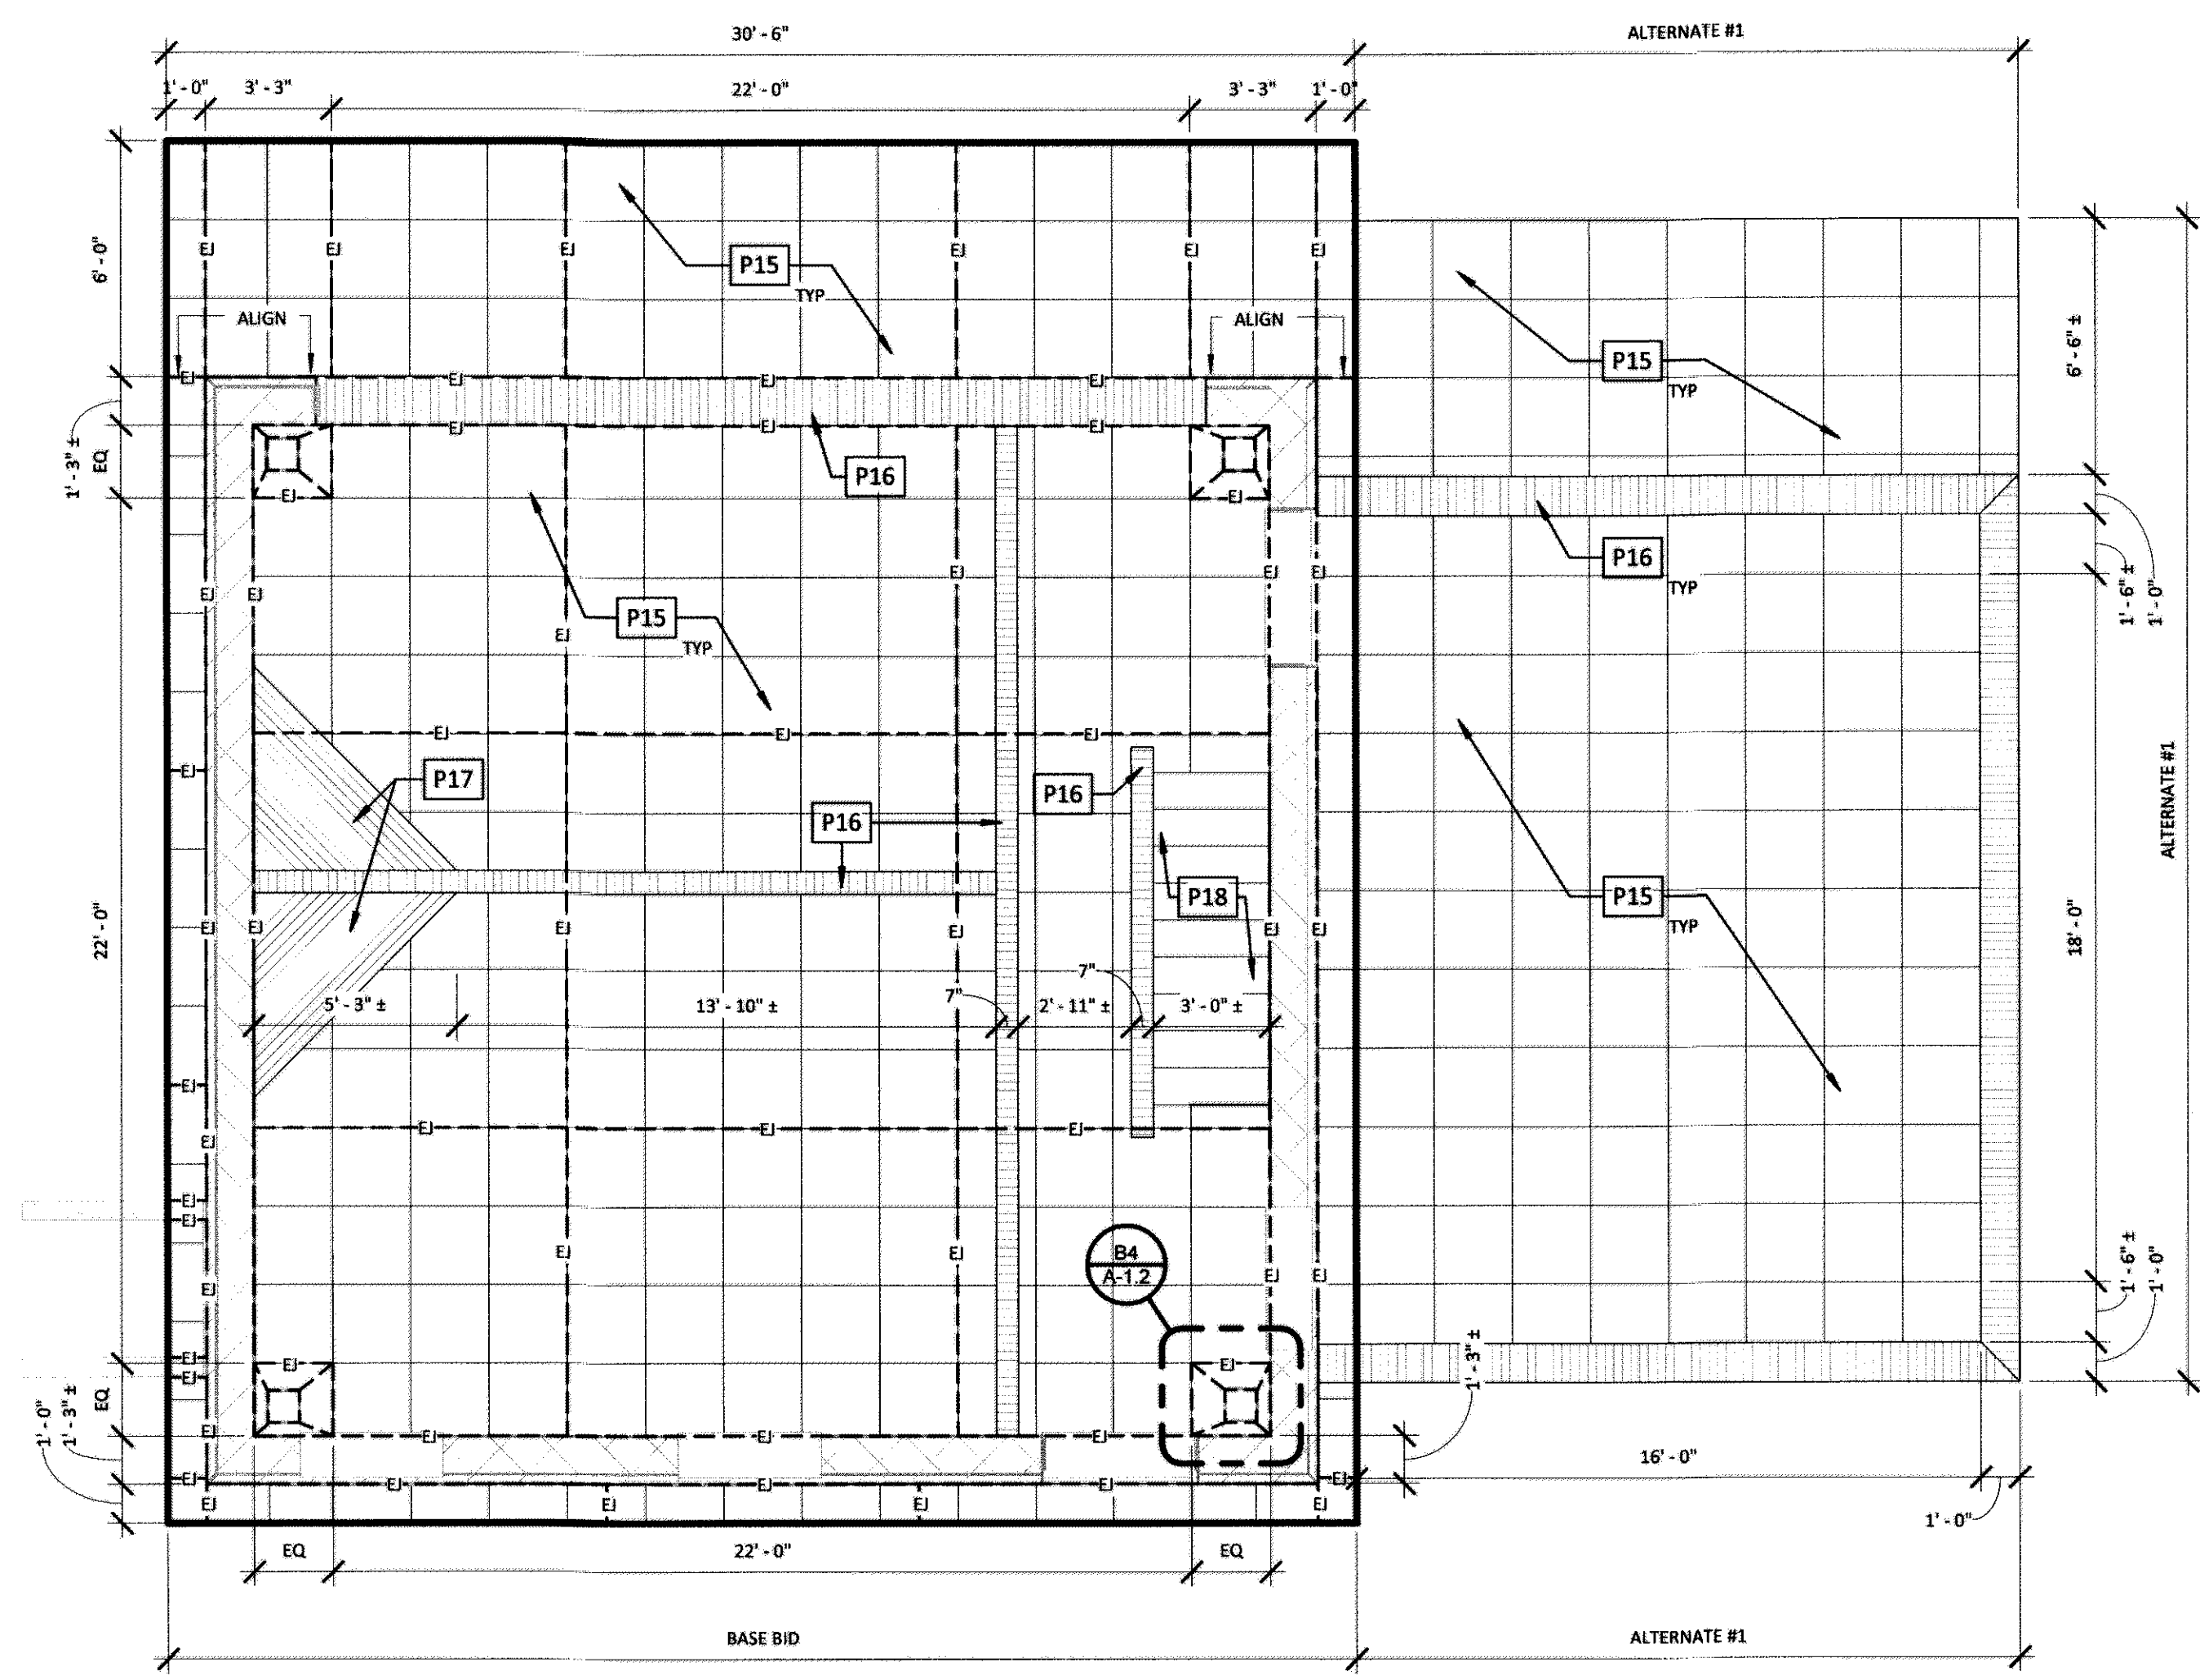 30' - 6"
ALTERNATE #1
1' - 0"
3' - 3"
22' - 0"
3' - 3"
1' - 0"
EJ
EJ
EJ
EJ
EJ
EJ
6' - 0"
P15
TYP
ALIGN
ALIGN
P15
TYP
6' - 6" ±
EJ
EJ
EJ
EJ
1' - 3" ±
EQ
EJ
EJ
EJ
P16
EJ
EJ
P16
TYP
1' - 6" ±
1' - 0"
EJ
EJ
EJ
EJ
EJ
P15
TYP
EJ
EJ
EJ
EJ
EJ
P17
P16
P16
ALTERNATE #1
P18
P15
TYP
22' - 0"
18' - 0"
EJ
EJ
EJ
EJ
EJ
EJ
5' - 3" ±
13' - 10" ±
7"
2' - 11" ±
7"
3' - 0" ±
EJ
EJ
EJ
EJ
EJ
EJ
EJ
EJ
EJ
EJ
EJ
EJ
B4
A-1.2
1' - 6" ±
1' - 0"
EJ
EJ
EJ
EJ
1' - 3" ±
EQ
1' - 3" ±
1' - 0"
EJ
EJ
EJ
EJ
EJ
EJ
EJ
EJ
EJ
16' - 0"
1' - 0"
EJ
EJ
EJ
EJ
EQ
22' - 0"
EQ
BASE BID
ALTERNATE #1